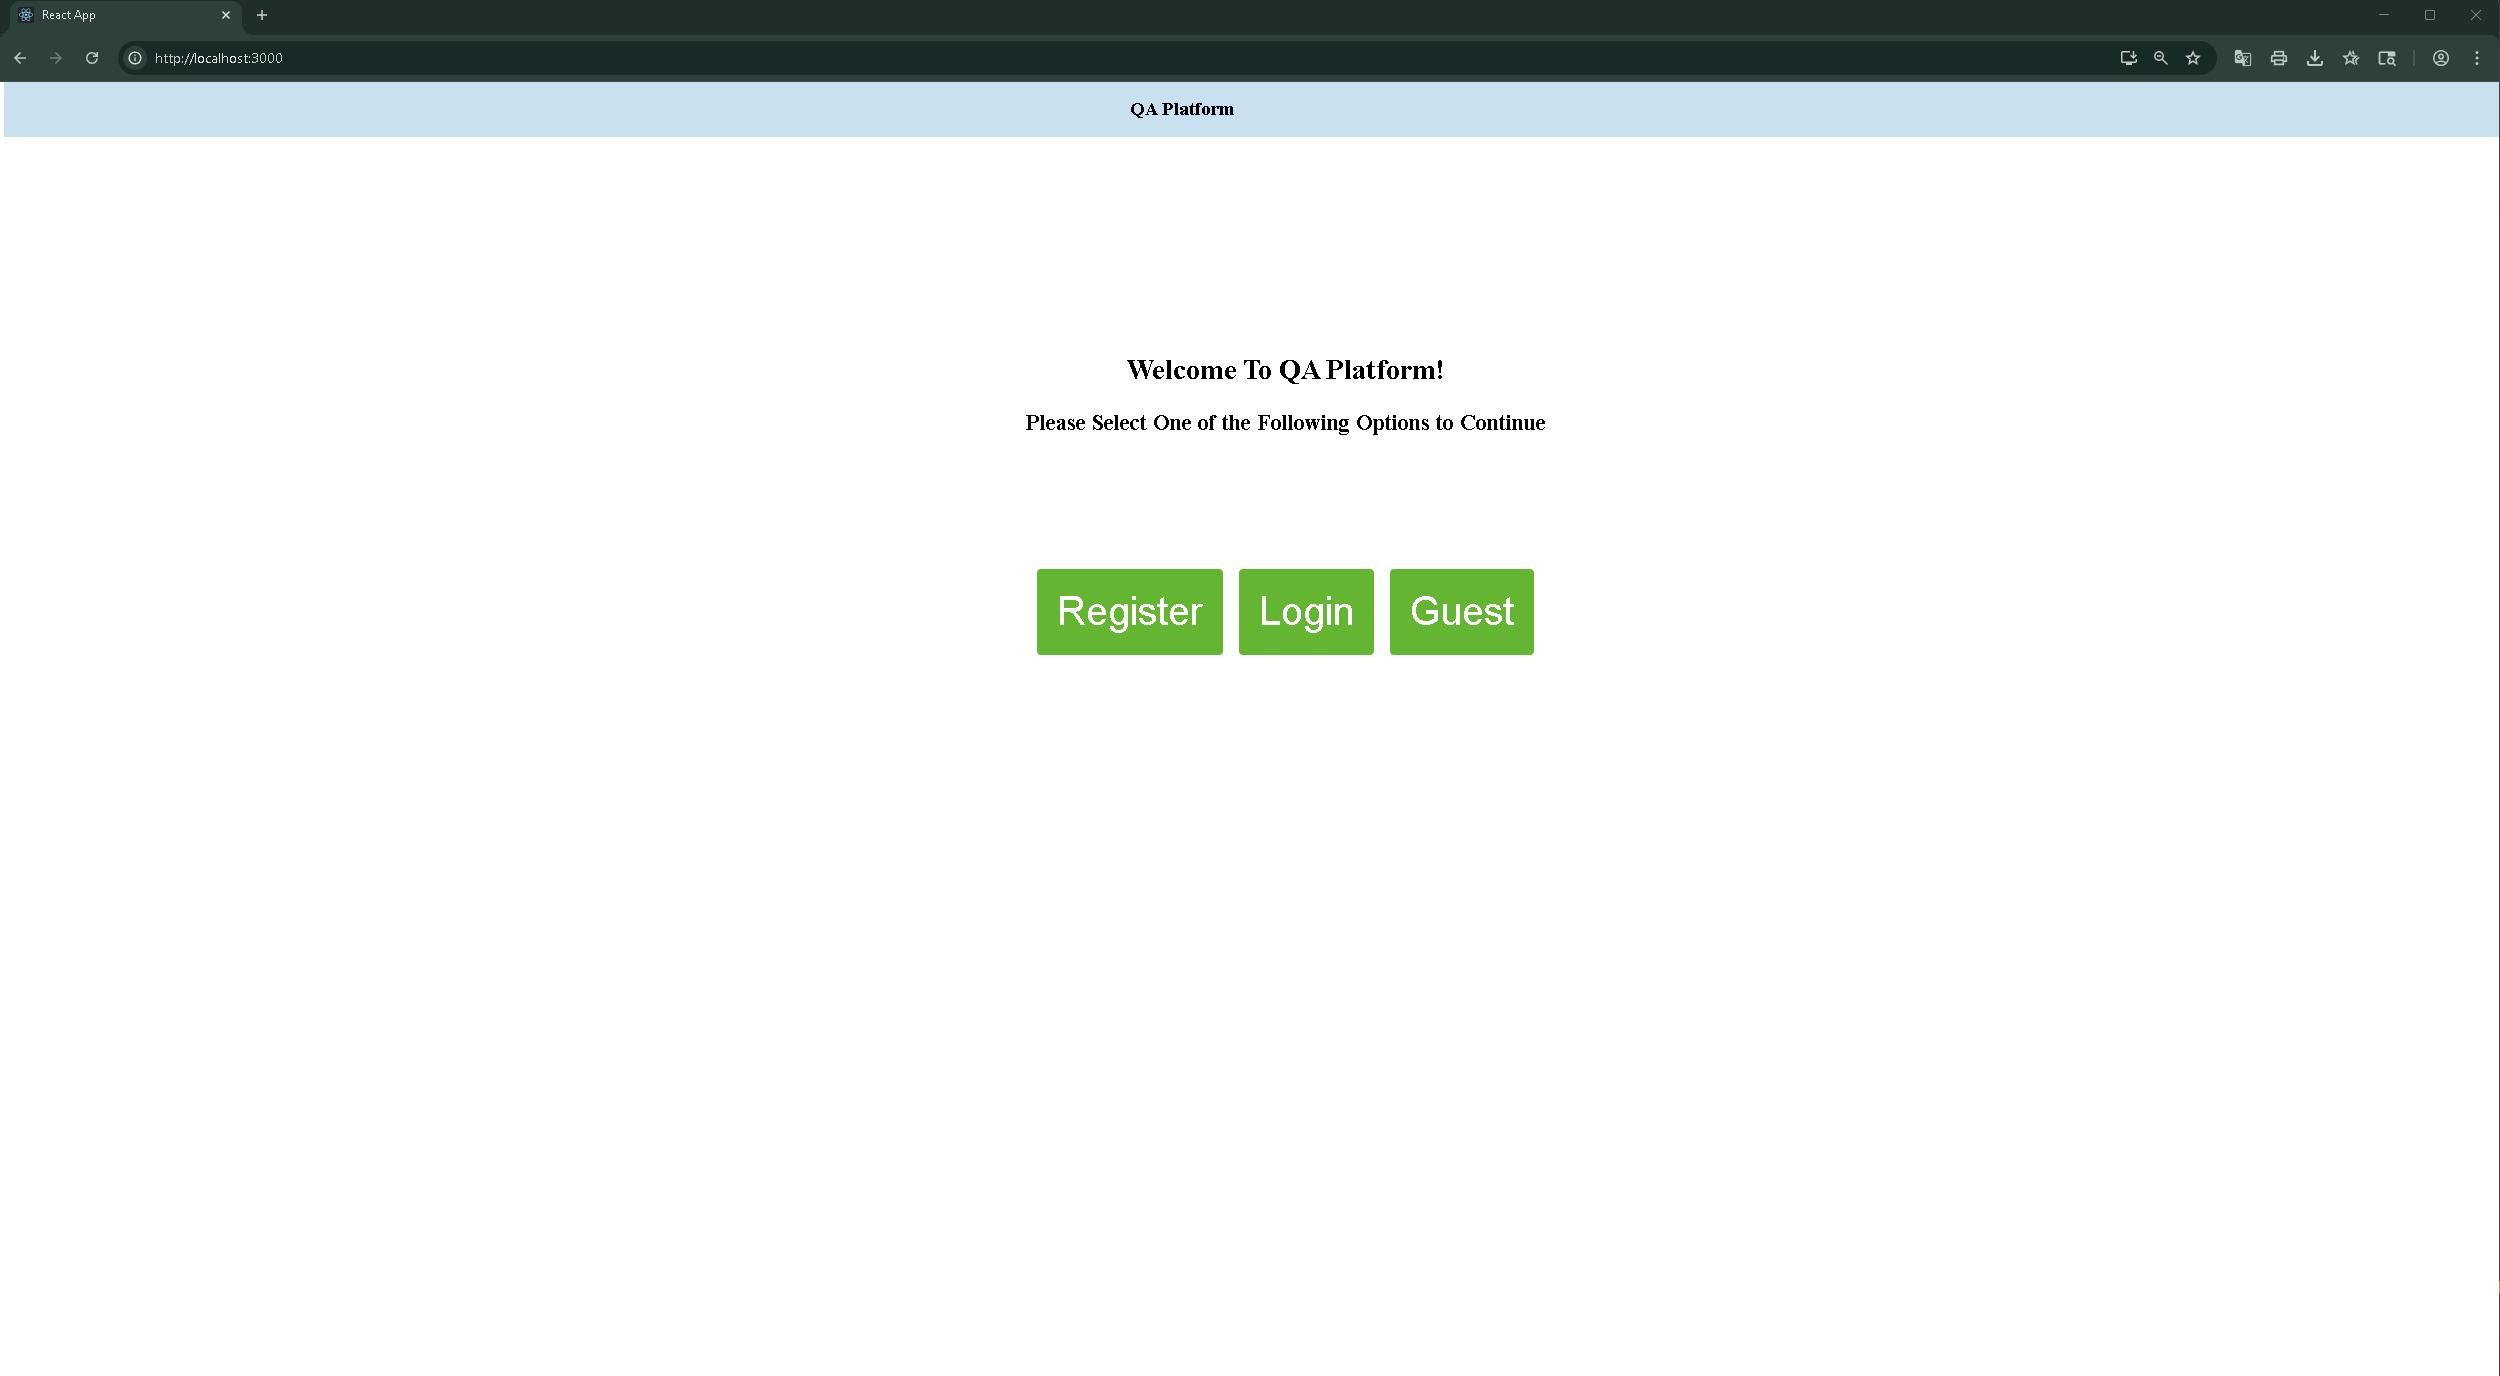 React App
http://localhost:3000
QA Platform
Welcome To QA Platform!
Please Select One of the Following Options to Continue
Register Login Guest